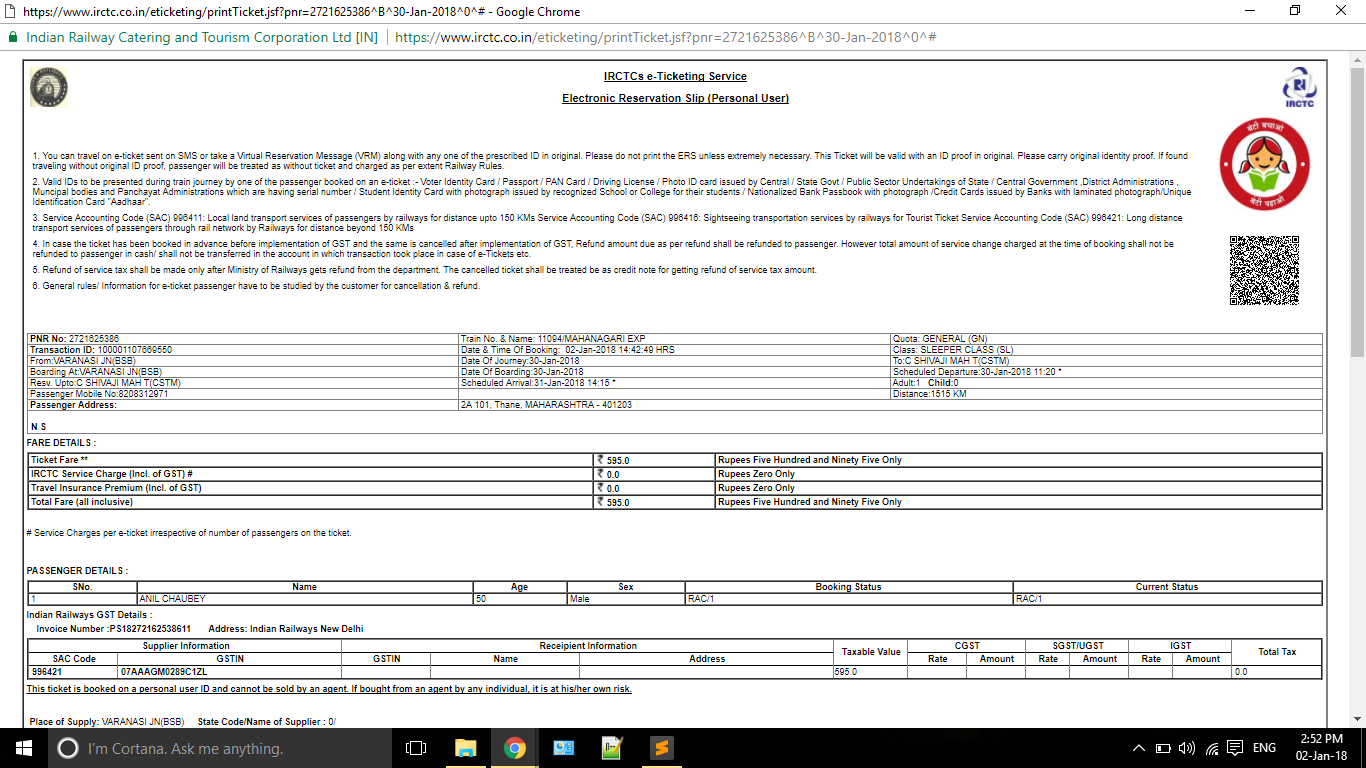 https://www.irctc.co.in/eticketing/printTicket.jsf?pnr=2721625386^B^30-Jan-2018^0^# - Google Chrome
Indian Railway Catering and Tourism Corporation Ltd [IN] | https://www.irctc.co.in/eticketing/printTicket.jsf?pnr=2721625386^B^30-Jan-2018^0^#
IRCTCs e-Ticketing Service
Electronic Reservation Slip (Personal User)
IRCTC
बेटी बचाओ
बेटी पढ़ाओ
1. You can travel on e-ticket sent on SMS or take a Virtual Reservation Message (VRM) along with any one of the prescribed ID in original. Please do not print the ERS unless extremely necessary. This Ticket will be valid with an ID proof in original. Please carry original identity proof. If found
traveling without original ID proof, passenger will be treated as without ticket and charged as per extent Railway Rules.
2. Valid IDs to be presented during train journey by one of the passenger booked on an e-ticket :- Voter Identity Card / Passport / PAN Card / Driving License / Photo ID card issued by Central / State Govt / Public Sector Undertakings of State / Central Government ,District Administrations ,
Muncipal bodies and Panchayat Administrations which are having serial number / Student Identity Card with photograph issued by recognized School or College for their students / Nationalized Bank Passbook with photograph /Credit Cards issued by Banks with laminated photograph/Unique
Identification Card "Aadhaar".
3. Service Accounting Code (SAC) 996411: Local land transport services of passengers by railways for distance upto 150 KMs Service Accounting Code (SAC) 996416: Sightseeing transportation services by railways for Tourist Ticket Service Accounting Code (SAC) 996421: Long distance
transport services of passengers through rail network by Railways for distance beyond 150 KMs
4. In case the ticket has been booked in advance before implementation of GST and the same is cancelled after implementation of GST, Refund amount due as per refund shall be refunded to passenger. However total amount of service change charged at the time of booking shall not be
refunded to passenger in cash/ shall not be transferred in the account in which transaction took place in case of e-Tickets etc.
5. Refund of service tax shall be made only after Ministry of Railways gets refund from the department. The cancelled ticket shall be treated be as credit note for getting refund of service tax amount.
6. General rules/ Information for e-ticket passenger have to be studied by the customer for cancellation & refund.
PNR No: 2721625386 Train No. & Name: 11094/MAHANAGARI EXP Quota: GENERAL (GN)
Transaction ID: 100001107669550 Date & Time Of Booking: 02-Jan-2018 14:42:49 HRS Class: SLEEPER CLASS (SL)
From:VARANASI JN(BSB) Date Of Journey:30-Jan-2018 To:C SHIVAJI MAH T(CSTM)
Boarding At:VARANASI JN(BSB) Date Of Boarding:30-Jan-2018 Scheduled Departure:30-Jan-2018 11:20 *
Resv. Upto:C SHIVAJI MAH T(CSTM) Scheduled Arrival:31-Jan-2018 14:15 * Adult:1 Child:0
Passenger Mobile No:8208312971 Distance:1515 KM
Passenger Address: 2A 101, Thane, MAHARASHTRA - 401203
N S
FARE DETAILS :
Ticket Fare ** ₹ 595.0 Rupees Five Hundred and Ninety Five Only
IRCTC Service Charge (Incl. of GST) # ₹ 0.0 Rupees Zero Only
Travel Insurance Premium (Incl. of GST) ₹ 0.0 Rupees Zero Only
Total Fare (all inclusive) ₹ 595.0 Rupees Five Hundred and Ninety Five Only
# Service Charges per e-ticket irrespective of number of passengers on the ticket.
PASSENGER DETAILS :
SNo. Name Age Sex Booking Status Current Status
1 ANIL CHAUBEY 50 Male RAC/1 RAC/1
Indian Railways GST Details :
Invoice Number :PS18272162538611 Address: Indian Railways New Delhi
Supplier Information Receipient Information Taxable Value CGST SGST/UGST IGST Total Tax
SAC Code GSTIN GSTIN Name Address Rate Amount Rate Amount Rate Amount
996421 07AAAGM0289C1ZL 595.0 0.0
This ticket is booked on a personal user ID and cannot be sold by an agent. If bought from an agent by any individual, it is at his/her own risk.
Place of Supply: VARANASI JN(BSB) State Code/Name of Supplier : 0/
I'm Cortana. Ask me anything.
ENG
2:52 PM
02-Jan-18